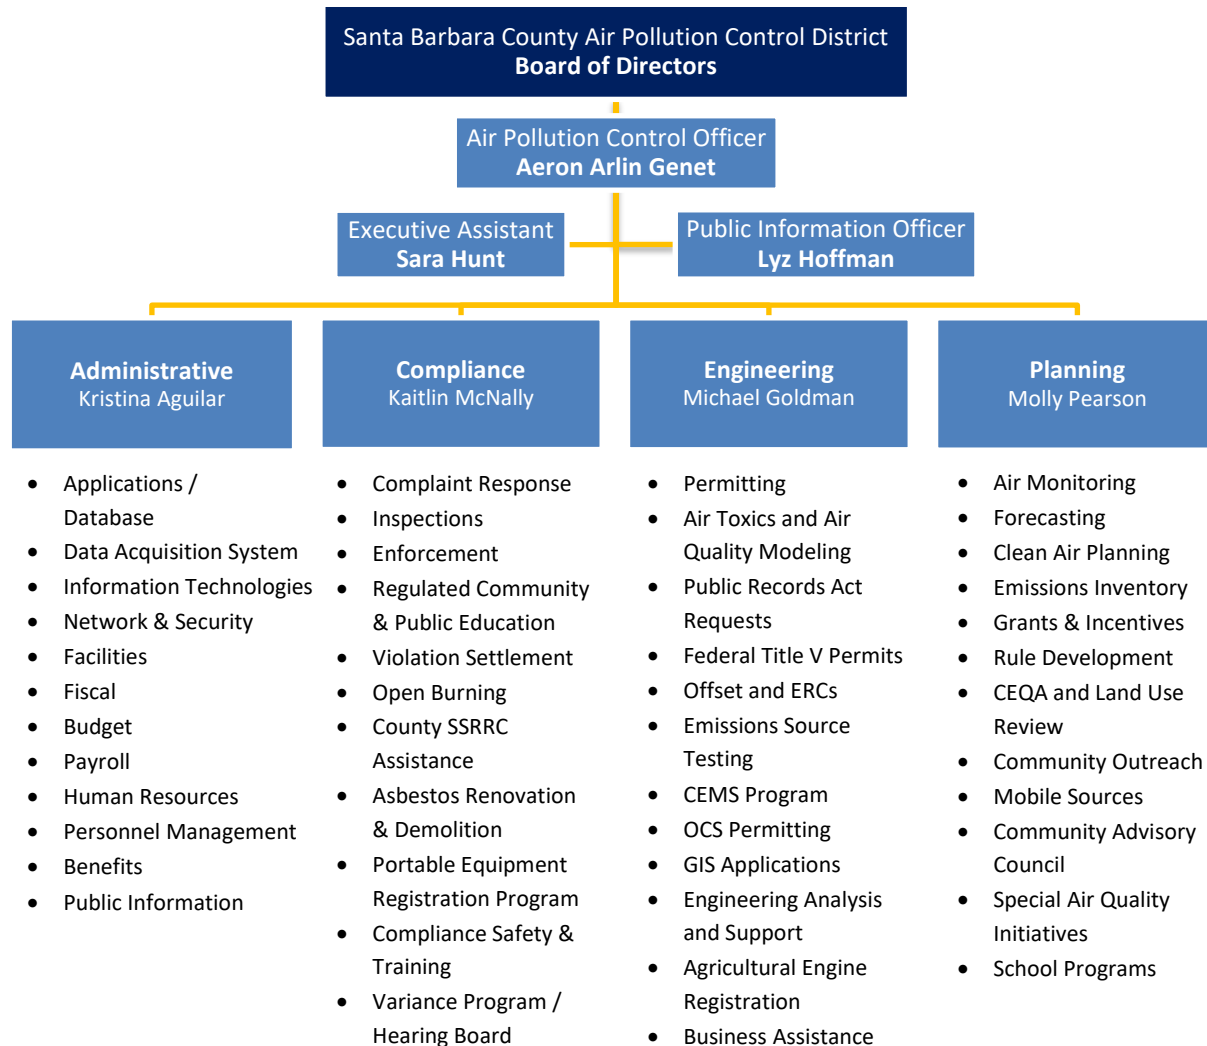 Santa Barbara County Air Pollution Control District
Board of Directors
Air Pollution Control Officer
Aeron Arlin Genet
Executive Assistant
Sara Hunt
Public Information Officer
Lyz Hoffman
Administrative
Kristina Aguilar
• Applications /
Database
• Data Acquisition System
• Information Technologies
• Network & Security
• Facilities
• Fiscal
• Budget
• Payroll
• Human Resources
• Personnel Management
• Benefits
• Public Information
Compliance
Kaitlin McNally
• Complaint Response
• Inspections
• Enforcement
• Regulated Community
& Public Education
• Violation Settlement
• Open Burning
• County SSRRC
Assistance
• Asbestos Renovation
& Demolition
• Portable Equipment
Registration Program
• Compliance Safety &
Training
• Variance Program /
Hearing Board
Engineering
Michael Goldman
• Permitting
• Air Toxics and Air
Quality Modeling
• Public Records Act
Requests
• Federal Title V Permits
• Offset and ERCs
• Emissions Source
Testing
• CEMS Program
• OCS Permitting
• GIS Applications
• Engineering Analysis
and Support
• Agricultural Engine
Registration
• Business Assistance
Planning
Molly Pearson
• Air Monitoring
• Forecasting
• Clean Air Planning
• Emissions Inventory
• Grants & Incentives
• Rule Development
• CEQA and Land Use
Review
• Community Outreach
• Mobile Sources
• Community Advisory
Council
• Special Air Quality
Initiatives
• School Programs